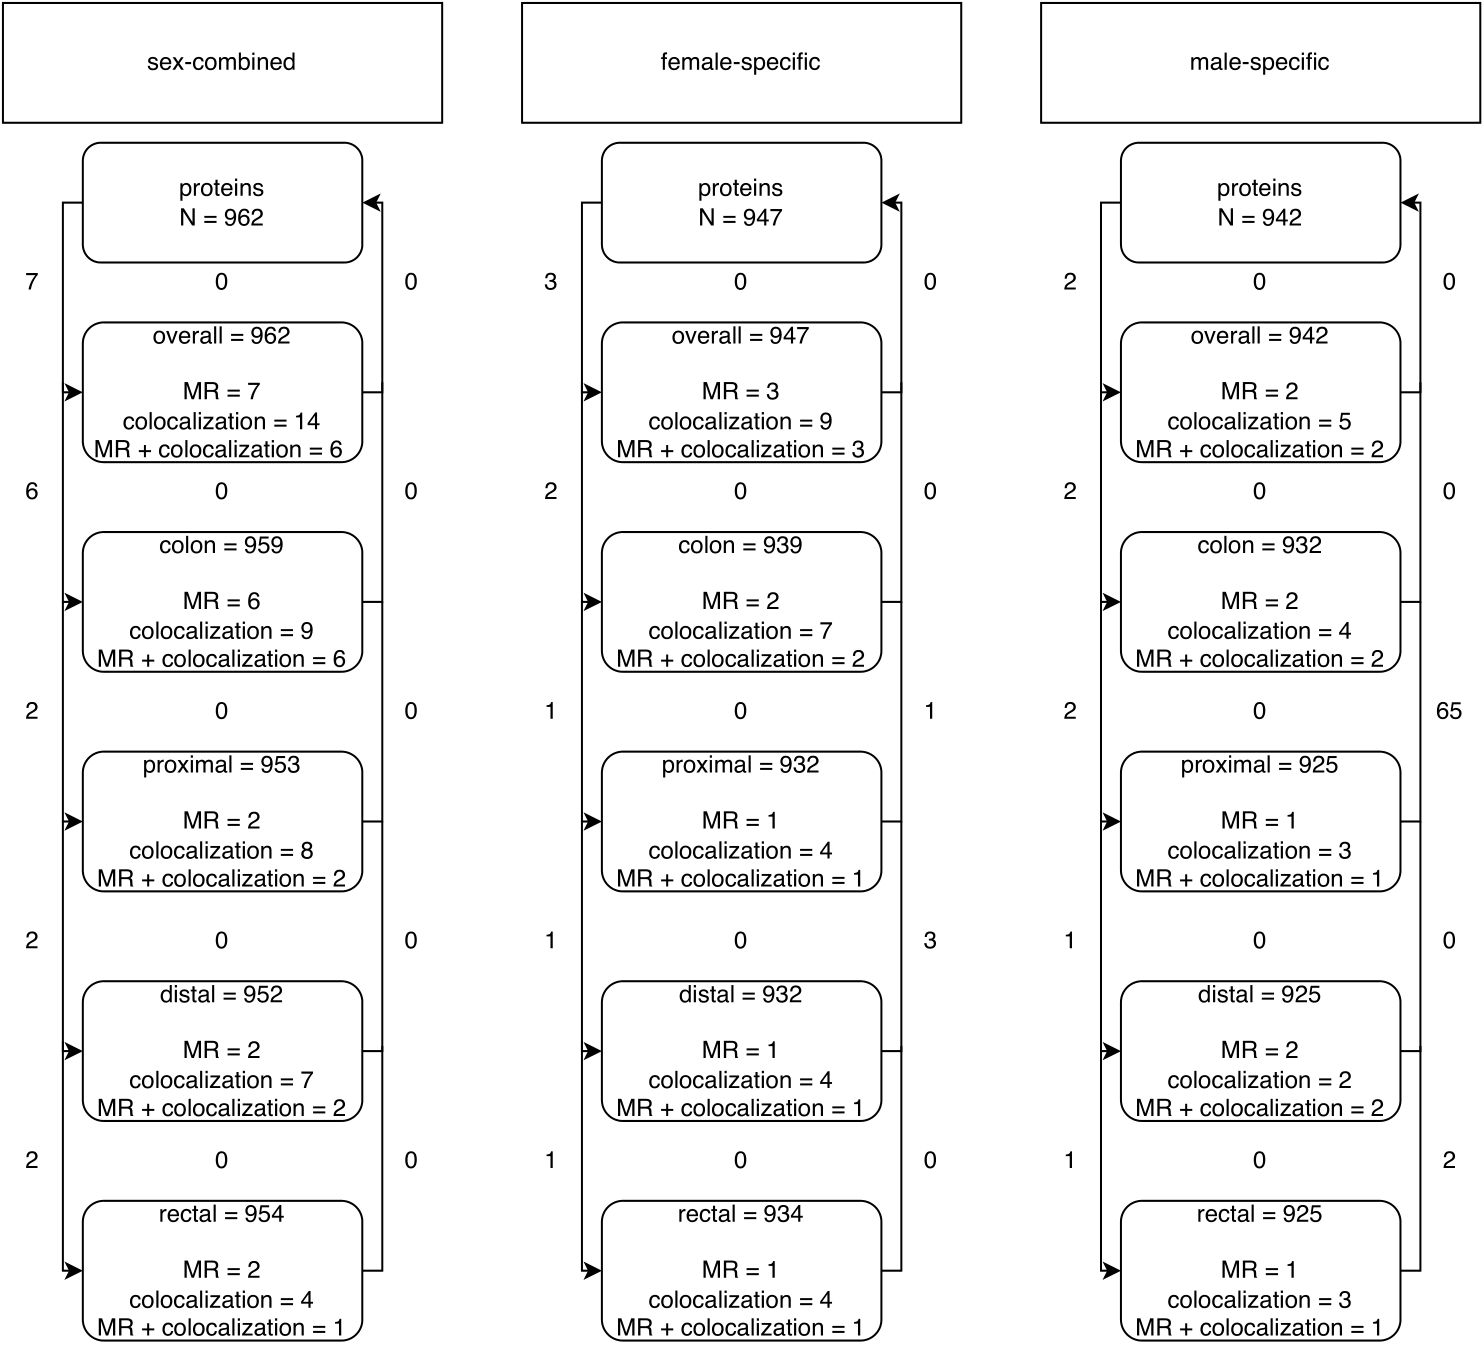 sex-combined
proteins
N = 962
7
0
0
overall = 962
MR = 7
colocalization = 14
MR + colocalization = 6
6
0
0
colon = 959
MR = 6
colocalization = 9
MR + colocalization = 6
2
0
0
proximal = 953
MR = 2
colocalization = 8
MR + colocalization = 2
2
0
0
distal = 952
MR = 2
colocalization = 7
MR + colocalization = 2
2
0
0
rectal = 954
MR = 2
colocalization = 4
MR + colocalization = 1
female-specific
proteins
N = 947
3
0
0
overall = 947
MR = 3
colocalization = 9
MR + colocalization = 3
2
0
0
colon = 939
MR = 2
colocalization = 7
MR + colocalization = 2
1
0
1
proximal = 932
MR = 1
colocalization = 4
MR + colocalization = 1
1
0
3
distal = 932
MR = 1
colocalization = 4
MR + colocalization = 1
1
0
0
rectal = 934
MR = 1
colocalization = 4
MR + colocalization = 1
male-specific
proteins
N = 942
2
0
0
overall = 942
MR = 2
colocalization = 5
MR + colocalization = 2
2
0
0
colon = 932
MR = 2
colocalization = 4
MR + colocalization = 2
2
0
65
proximal = 925
MR = 1
colocalization = 3
MR + colocalization = 1
1
0
0
distal = 925
MR = 2
colocalization = 2
MR + colocalization = 2
1
0
2
rectal = 925
MR = 1
colocalization = 3
MR + colocalization = 1